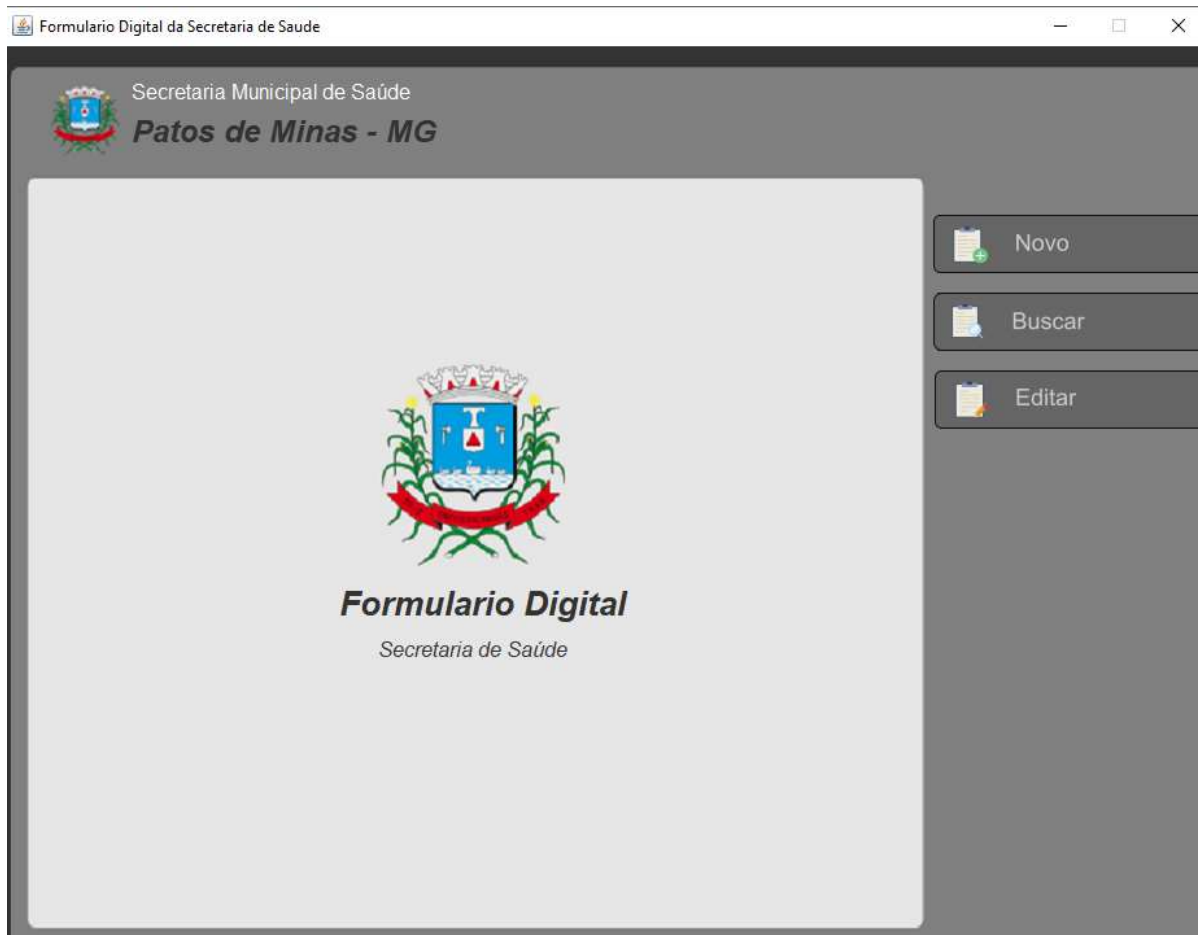 Formulario Digital da Secretaria de Saude
Secretaria Municipal de Saúde
Patos de Minas - MG
Novo
Buscar
Editar
Formulario Digital
Secretaria de Saúde